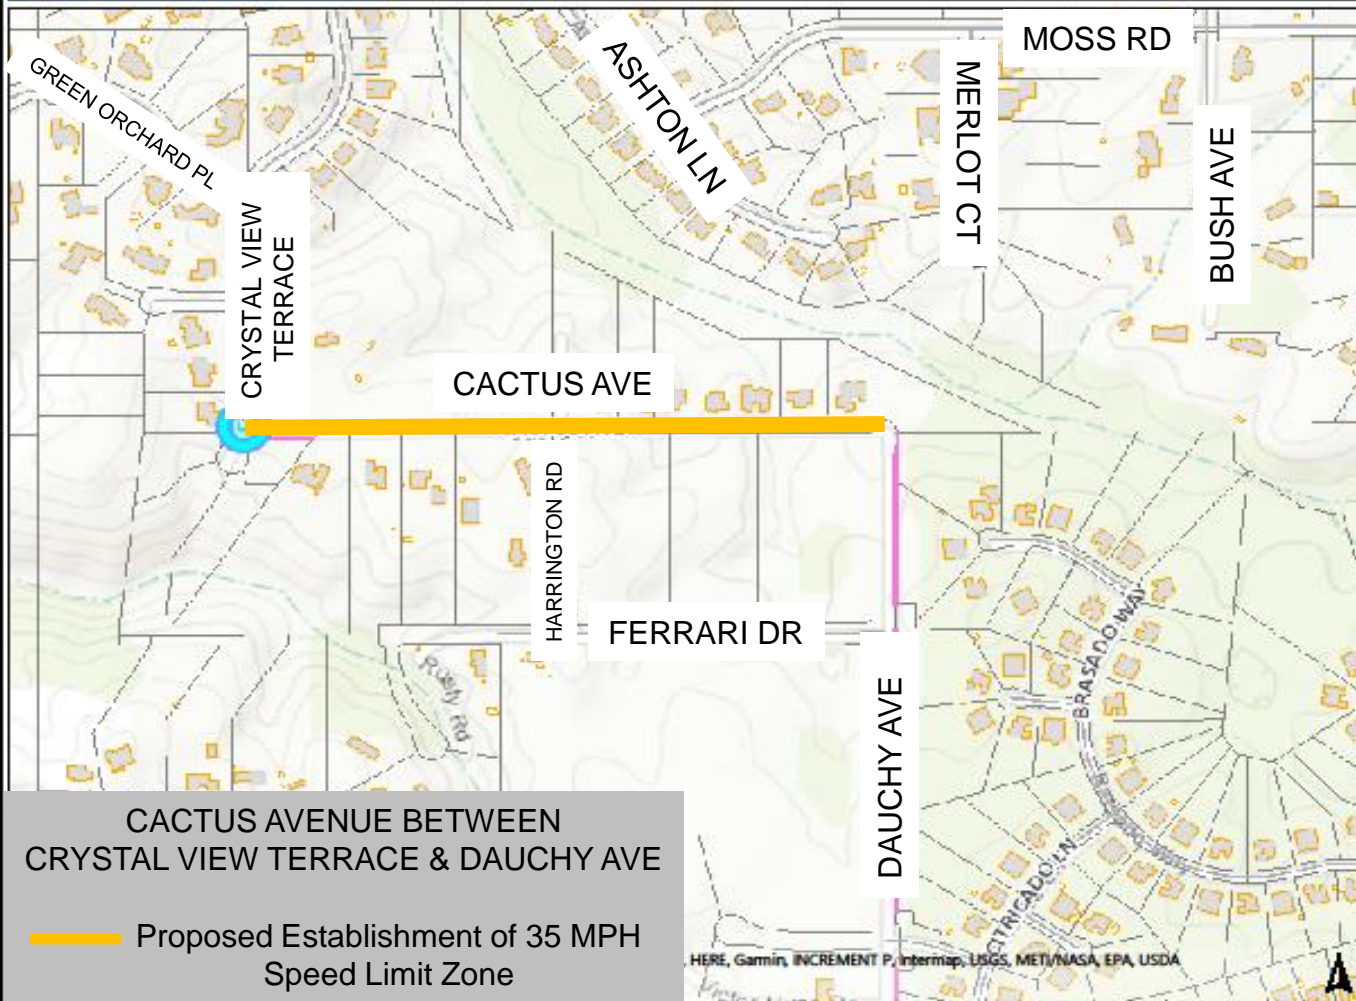 MOSS RD
GREEN ORCHARD PL
ASHTON LN
MERLOT CT
BUSH AVE
CRYSTAL VIEW
TERRACE
CACTUS AVE
HARRINGTON RD
FERRARI DR
Rusty Rd
BRASADO WAY
DAUCHY AVE
CACTUS AVENUE BETWEEN
CRYSTAL VIEW TERRACE & DAUCHY AVE
Proposed Establishment of 35 MPH
Speed Limit Zone
, HERE, Garmin, INCREMENT P, Intermap, USGS, METI/NASA, EPA, USDA